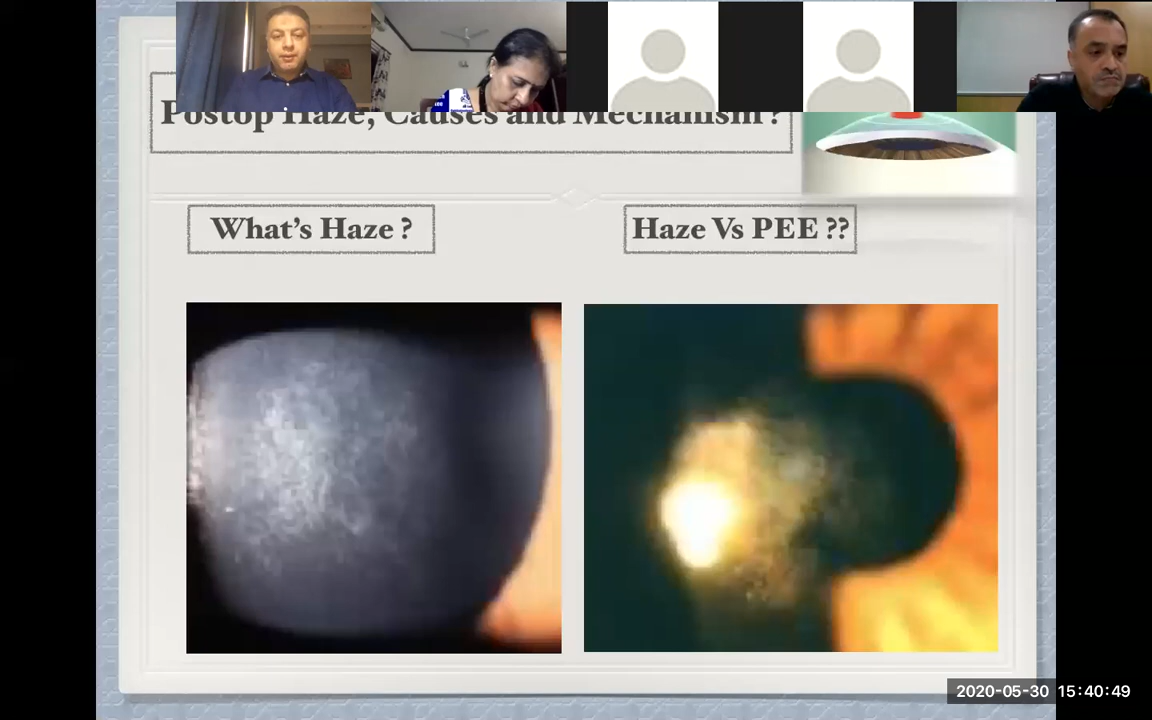 Postop Haze, Causes and Mechanism ?
What's Haze ?
Haze Vs PEE ??
2020-05-30 15:40:49